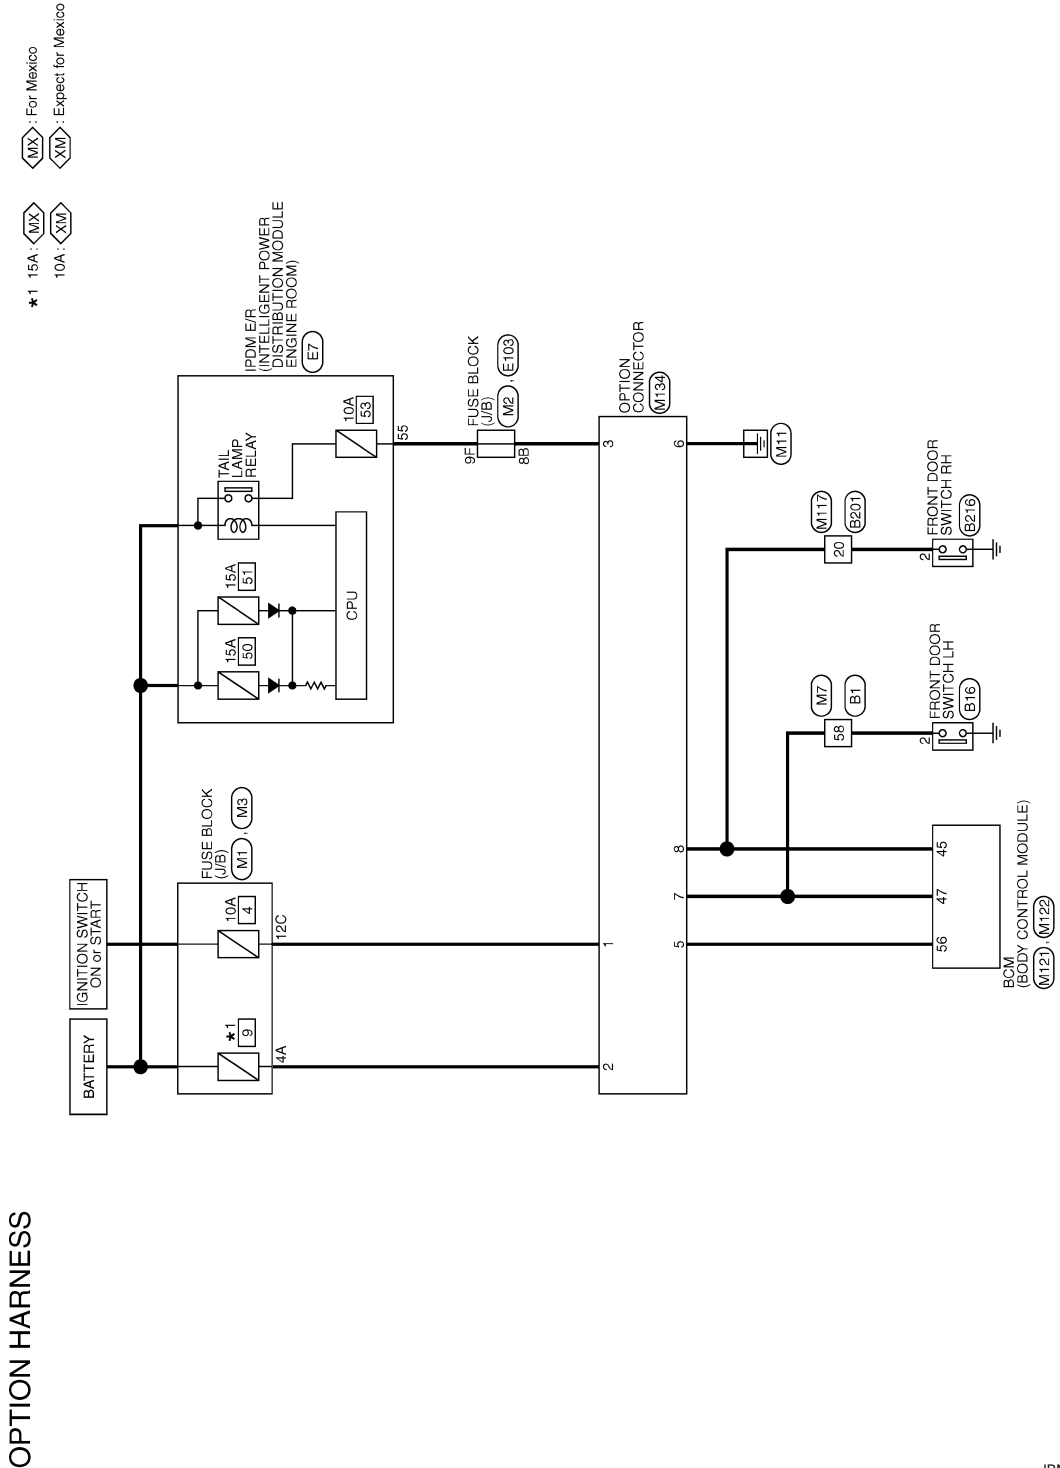 OPTION HARNESS
*1 15A : MX
10A : XM
MX : For Mexico
XM : Expect for Mexico
BATTERY
IGNITION SWITCH
ON or START
FUSE BLOCK
(J/B)
M1 , M3
*1
9
10A
4
4A
12C
IPDM E/R
(INTELLIGENT POWER
DISTRIBUTION MODULE
ENGINE ROOM)
E7
15A
50
15A
51
TAIL
LAMP
RELAY
10A
53
CPU
55
FUSE BLOCK
(J/B)
M2 , E103
9F
8B
OPTION
CONNECTOR
M134
2
1
3
5
7
8
6
M11
M7
58
B1
M117
20
B201
FRONT DOOR
SWITCH LH
B16
2
FRONT DOOR
SWITCH RH
B216
2
56
47
45
BCM
(BODY CONTROL MODULE)
M121 , M122